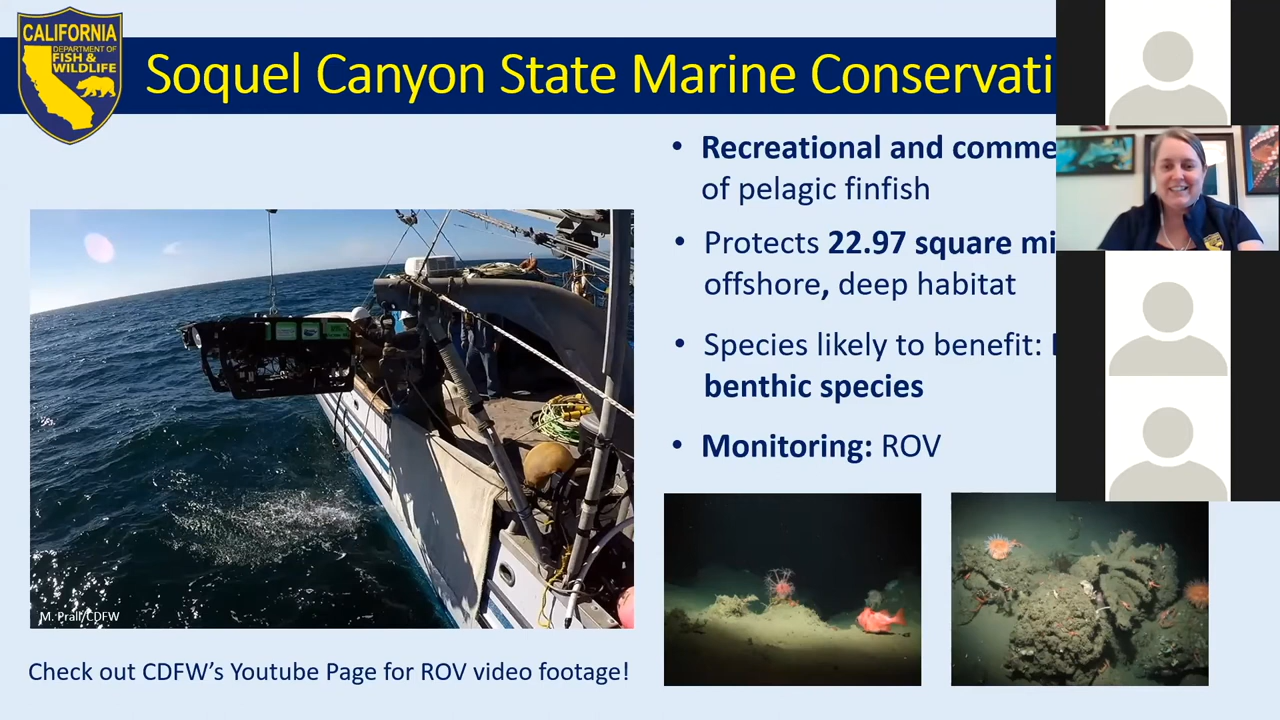 CALIFORNIA
DEPARTMENT OF
FISH &
WILDLIFE
Soquel Canyon State Marine Conservati
• Recreational and comme
of pelagic finfish
• Protects 22.97 square mi
offshore, deep habitat
• Species likely to benefit:
benthic species
• Monitoring: ROV
M. Prall/CDFW
Check out CDFW’s Youtube Page for ROV video footage!